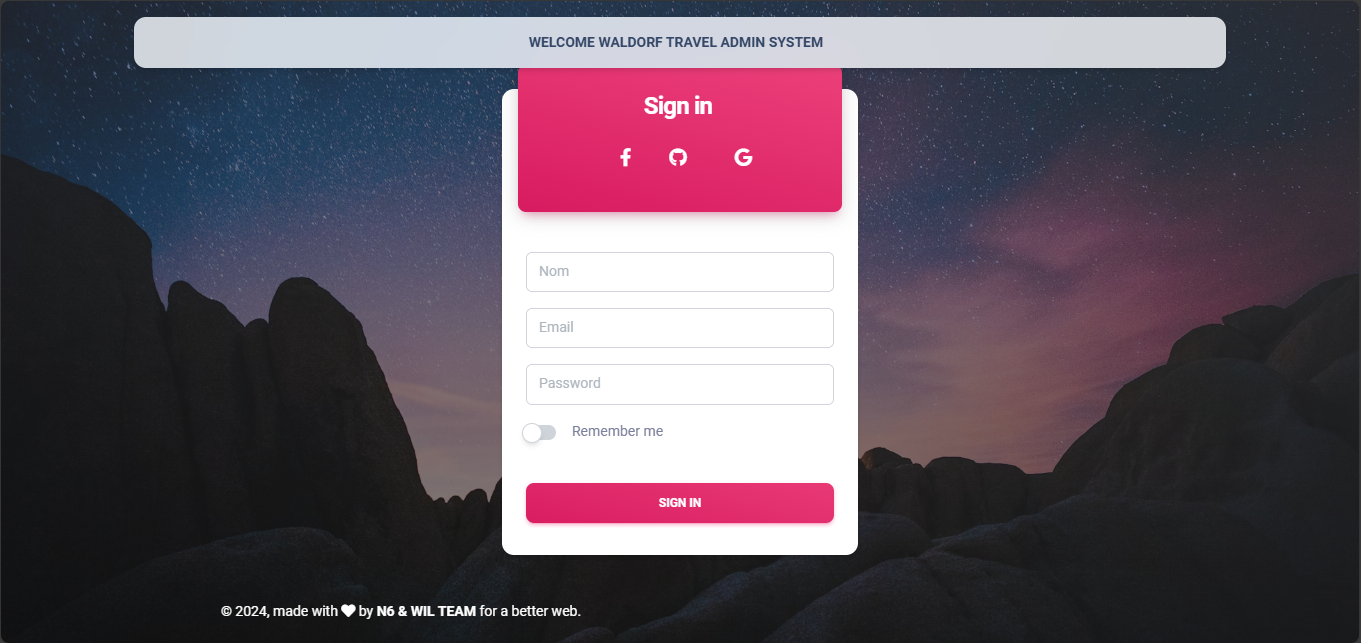 WELCOME WALDORF TRAVEL ADMIN SYSTEM
Sign in
Nom
Email
Password
Remember me
SIGN IN
© 2024, made with by N6 & WIL TEAM for a better web.